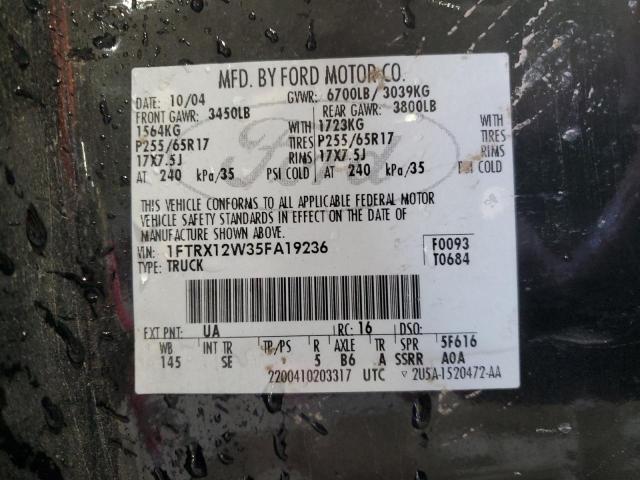 MFD. BY FORD MOTOR CO.
DATE: 10/04 GVWR: 6700LB/ 3039KG
FRONT GAWR: 3450LB REAR GAWR: 3800LB
1564KG WITH 1723KG WITH
P255/65R17 TIRES P255/65R17 TIRES
17X7.5J RIMS 17X7.5J RIMS
AT 240 kPa/35 PSI COLD AT 240 kPa/35 PSI COLD
Ford
THIS VEHICLE CONFORMS TO ALL APPLICABLE FEDERAL MOTOR
VEHICLE SAFETY STANDARDS IN EFFECT ON THE DATE OF
MANUFACTURE SHOWN ABOVE.
VIN: 1FTRX12W35FA19236 F0093
TYPE: TRUCK T0684
EXT PNT: UA RC: 16 DSO:
WB INT TR TP/PS R AXLE TR SPR 5F616
145 SE 5 B6 A SSRR A0A
2200410203317 UTC ▽ 2U5A-1520472-AA